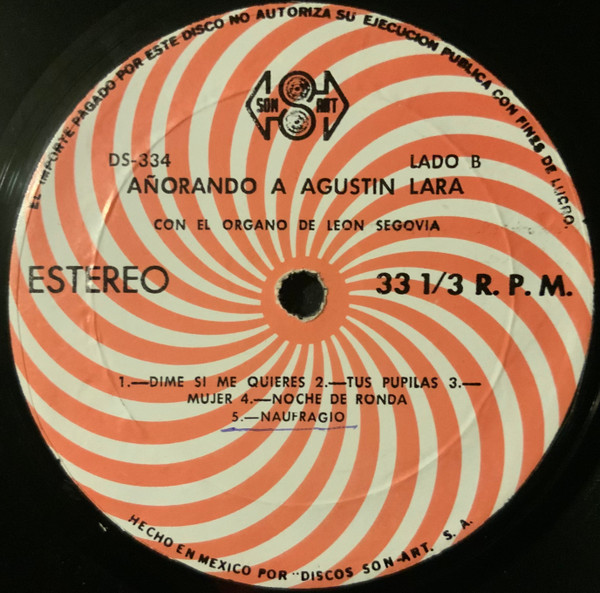 EL IMPORTE PAGADO POR ESTE DISCO NO AUTORIZA SU EJECUCION PUBLICA CON FINES DE LUCRO.
SON ART
DS-334 LADO B
AÑORANDO A AGUSTIN LARA
CON EL ORGANO DE LEON SEGOVIA
ESTEREO 33 1/3 R. P. M.
1.—DIME SI ME QUIERES 2.—TUS PUPILAS 3.—
MUJER 4.—NOCHE DE RONDA
5.—NAUFRAGIO
HECHO EN MEXICO POR "DISCOS SON-ART. S. A.